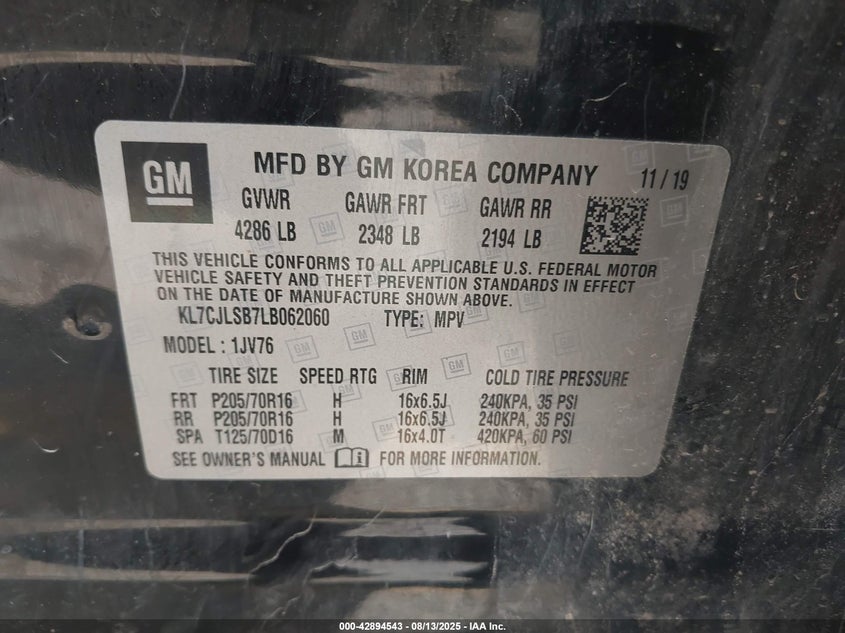 GM
MFD BY GM KOREA COMPANY 11 / 19
GVWR GAWR FRT GAWR RR
4286 LB 2348 LB 2194 LB
THIS VEHICLE CONFORMS TO ALL APPLICABLE U.S. FEDERAL MOTOR
VEHICLE SAFETY AND THEFT PREVENTION STANDARDS IN EFFECT
ON THE DATE OF MANUFACTURE SHOWN ABOVE.
KL7CJLSB7LB062060 TYPE: MPV
MODEL : 1JV76
TIRE SIZE SPEED RTG RIM COLD TIRE PRESSURE
FRT P205/70R16 H 16x6.5J 240KPA, 35 PSI
RR P205/70R16 H 16x6.5J 240KPA, 35 PSI
SPA T125/70D16 M 16x4.0T 420KPA, 60 PSI
SEE OWNER'S MANUAL FOR MORE INFORMATION.
000-42894543 - 08/13/2025 - IAA Inc.